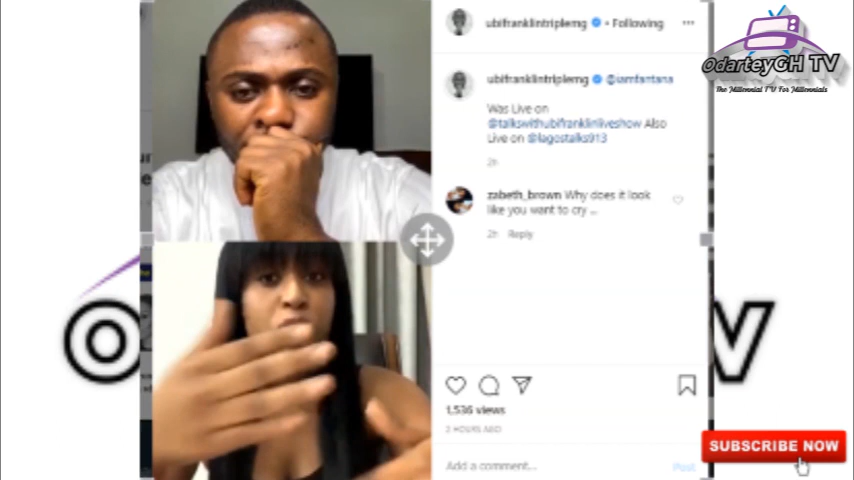 ubifranklintriplemg • Following
ubifranklintriplemg @iamfantana
Was Live on
@talkswithubifranklinliveshow Also
Live on @lagostalks913
2h
zabeth_brown Why does it look
like you want to cry ...
2h Reply
1,536 views
2 HOURS AGO
Add a comment... Post
OdarteyGH TV
The Millennial TV For Millennials
O
V
SUBSCRIBE NOW